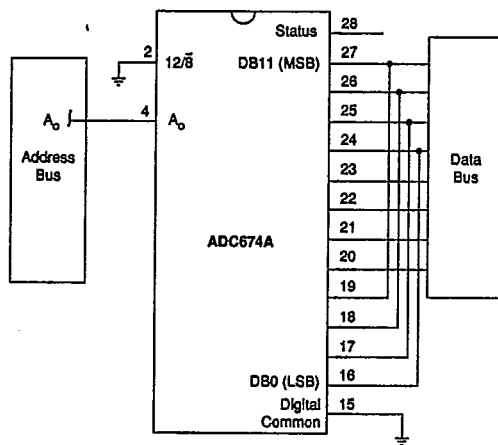 Status
28
2
12/8̅
DB11 (MSB)
27
26
A₀
4
A₀
25
Address
Bus
24
Data
Bus
23
22
ADC674A
21
20
19
18
17
DB0 (LSB)
16
Digital
Common
15